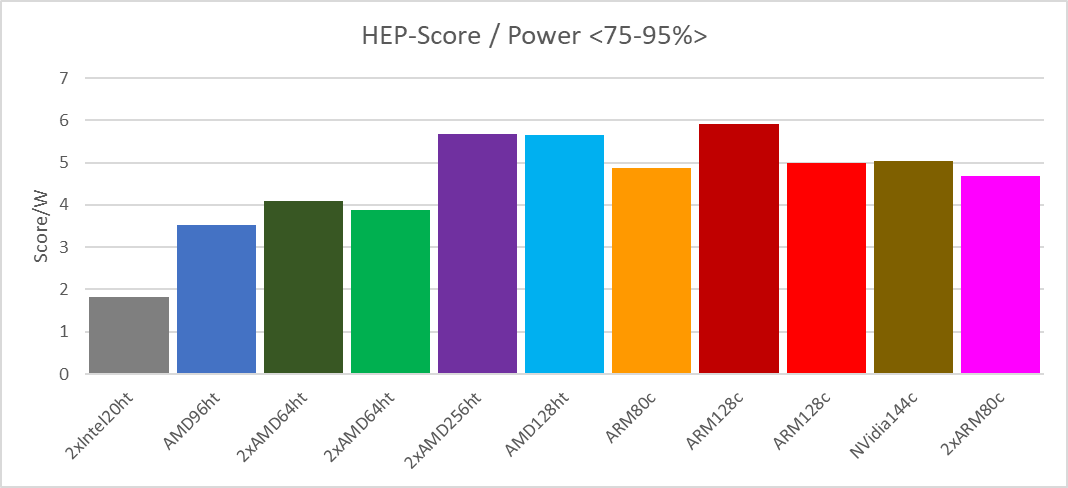 HEP-Score / Power <75-95%>
Score/W
7
6
5
4
3
2
1
0
2xIntel20ht
AMD96ht
2xAMD64ht
2xAMD64ht
2xAMD256ht
AMD128ht
ARM80c
ARM128c
ARM128c
NVidia144c
2xARM80c